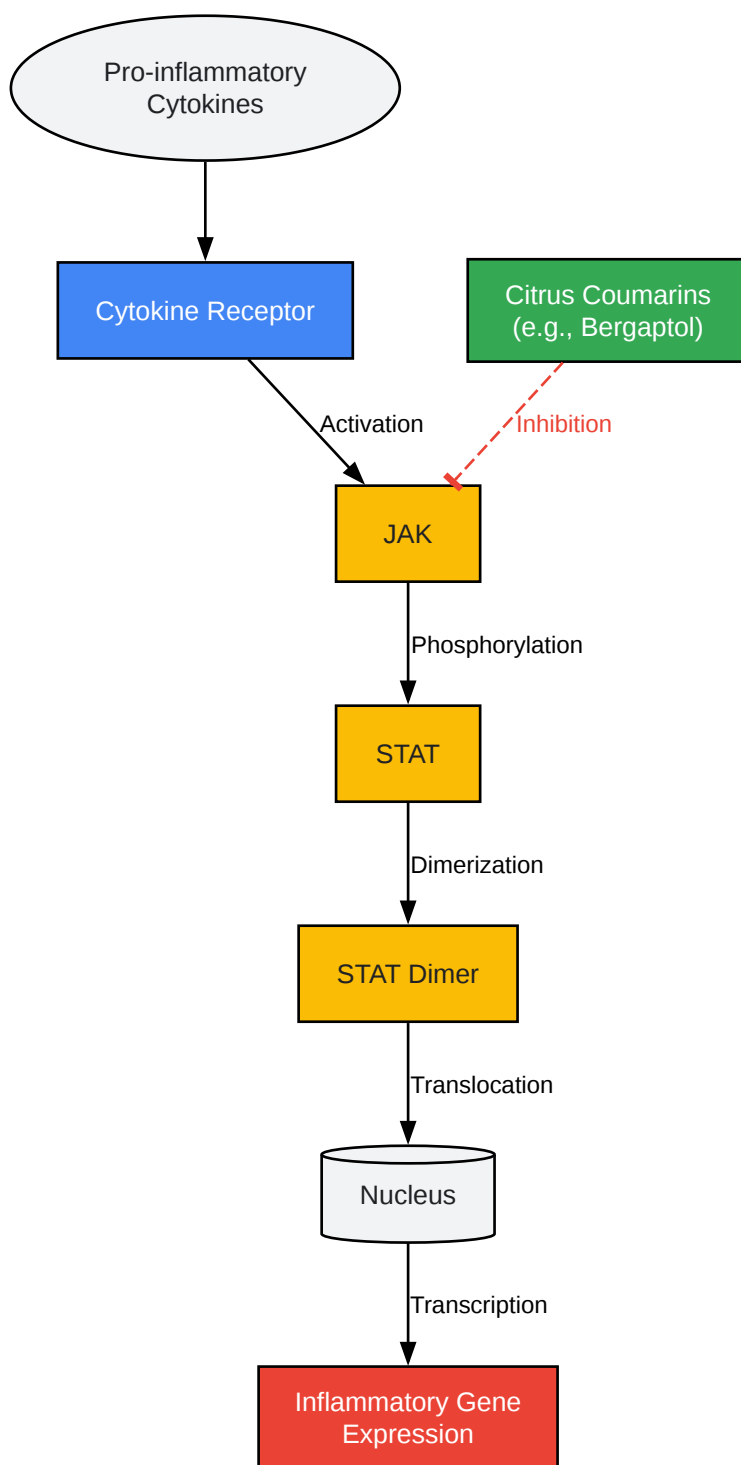 Pro-inflammatory
Cytokines
Cytokine Receptor
Citrus Coumarins
(e.g., Bergaptol)
Activation
Inhibition
JAK
Phosphorylation
STAT
Dimerization
STAT Dimer
Translocation
Nucleus
Transcription
Inflammatory Gene
Expression